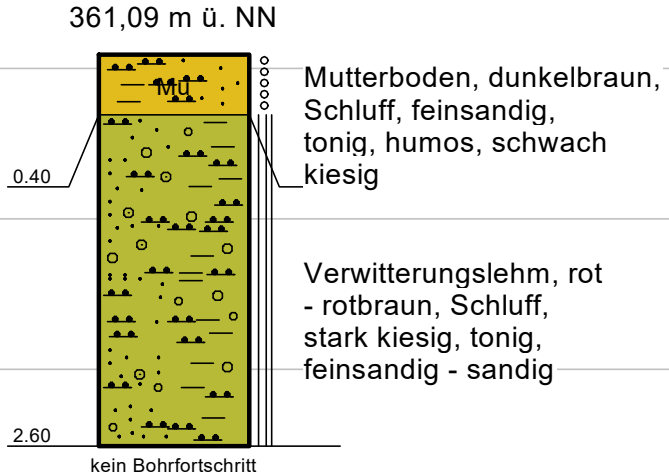 361,09 m ü. NN
Mu
Mutterboden, dunkelbraun,
Schluff, feinsandig,
tonig, humos, schwach
kiesig
0.40
Verwitterungslehm, rot
- rotbraun, Schluff,
stark kiesig, tonig,
feinsandig - sandig
2.60
kein Bohrfortschritt